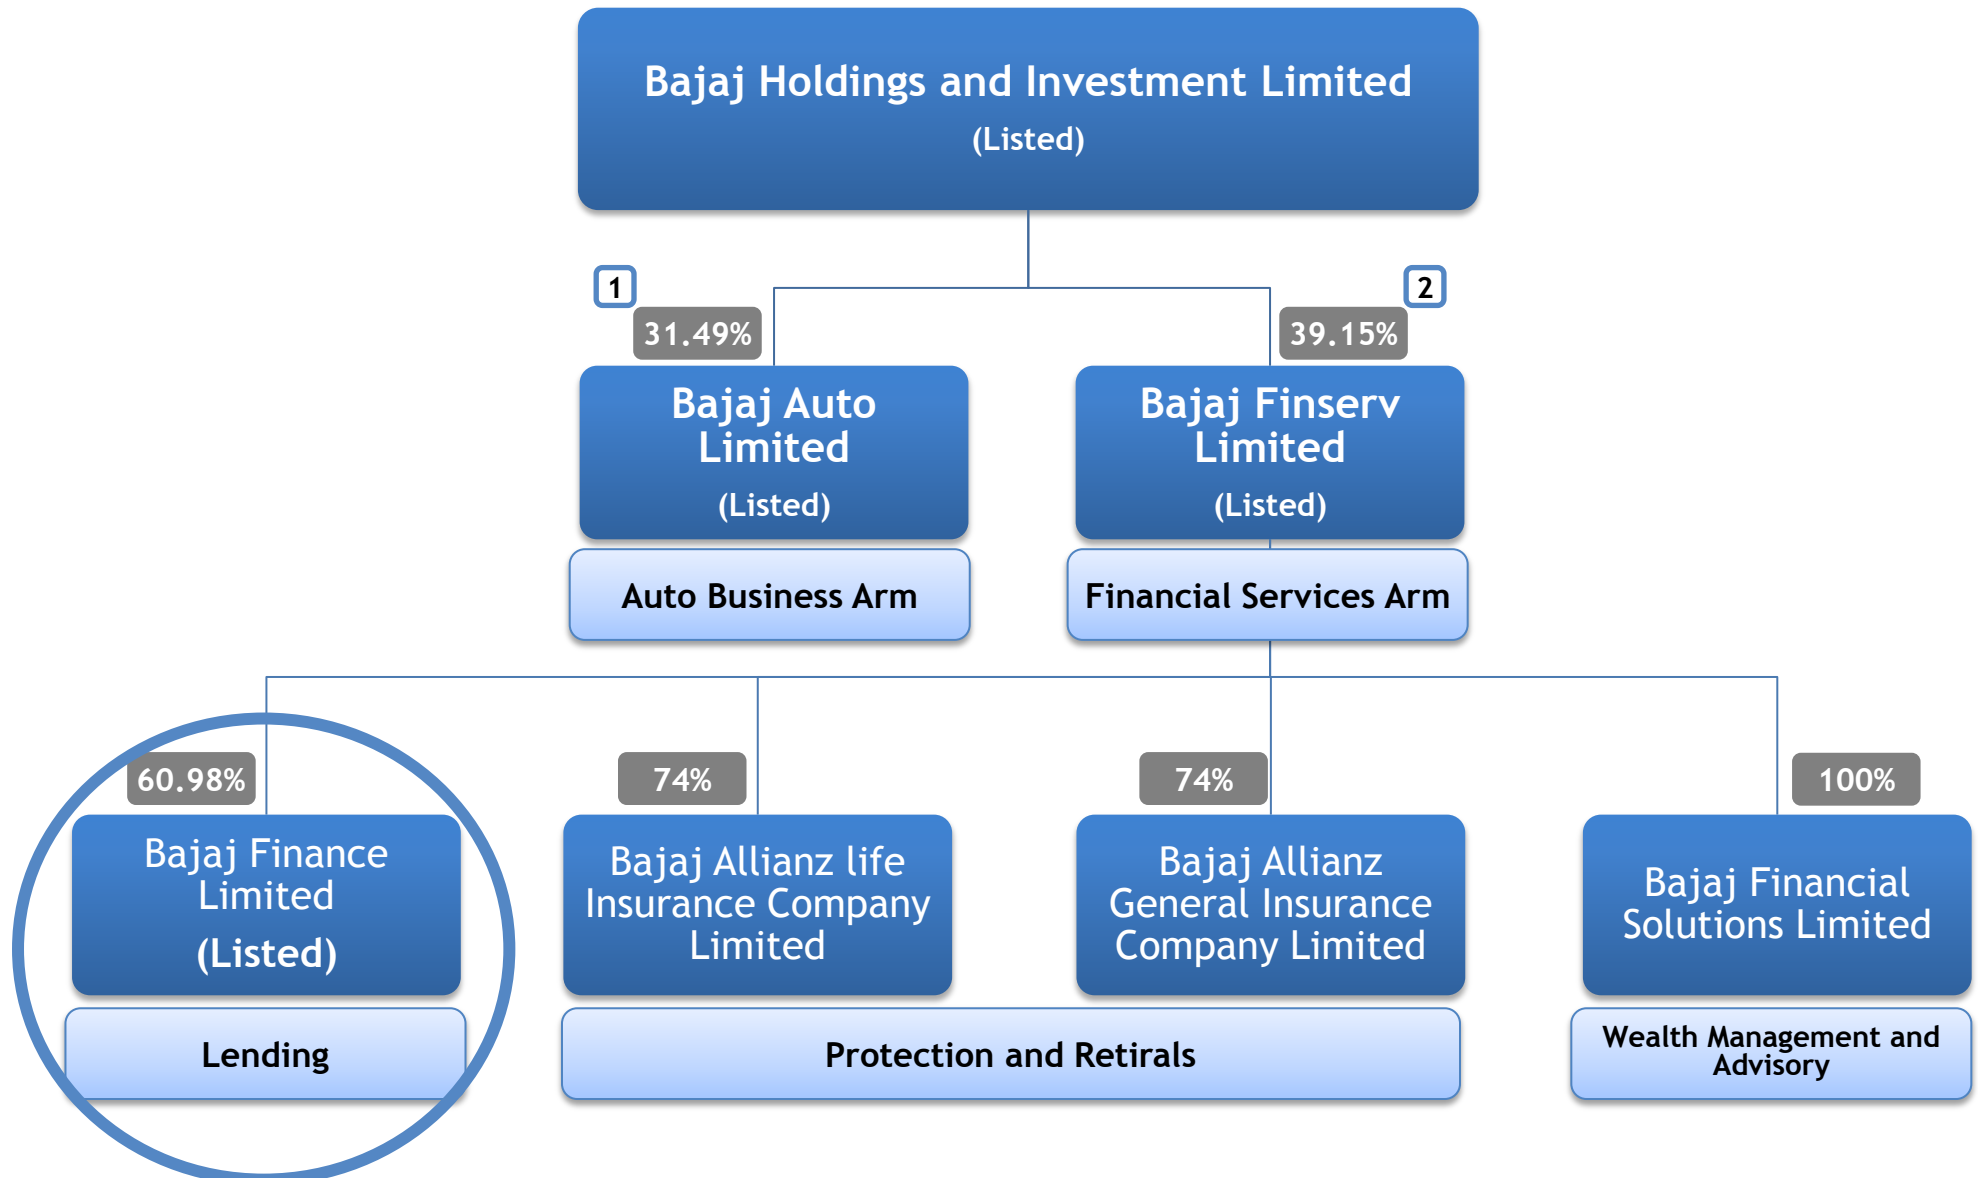 Bajaj Holdings and Investment Limited
(Listed)
1
2
31.49%
39.15%
Bajaj Auto
Limited
(Listed)
Bajaj Finserv
Limited
(Listed)
Auto Business Arm
Financial Services Arm
60.98%
74%
74%
100%
Bajaj Finance
Limited
(Listed)
Bajaj Allianz life
Insurance Company
Limited
Bajaj Allianz
General Insurance
Company Limited
Bajaj Financial
Solutions Limited
Lending
Protection and Retirals
Wealth Management and
Advisory